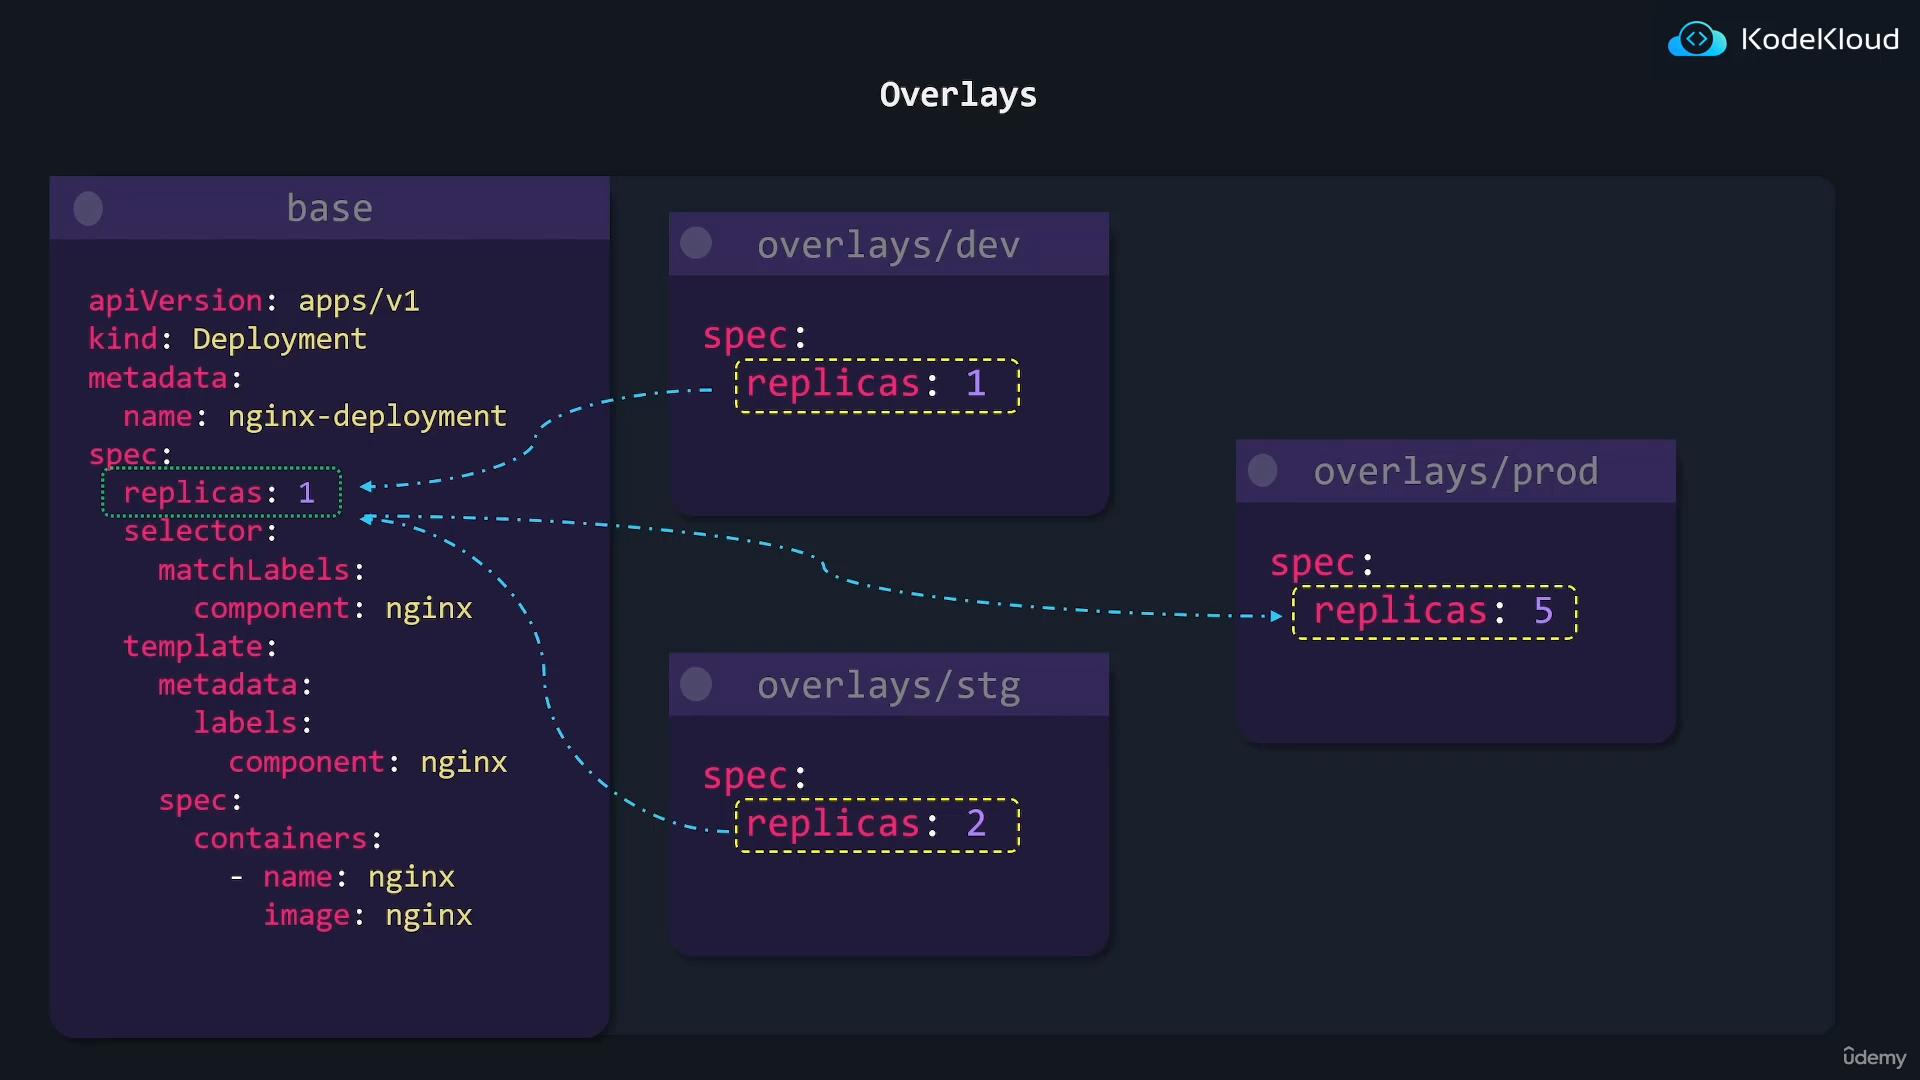 KodeKloud
Overlays
base
apiVersion: apps/v1
kind: Deployment
metadata:
  name: nginx-deployment
spec:
  replicas: 1
  selector:
    matchLabels:
      component: nginx
  template:
    metadata:
      labels:
        component: nginx
    spec:
      containers:
        - name: nginx
          image: nginx
overlays/dev
spec:
  replicas: 1
overlays/stg
spec:
  replicas: 2
overlays/prod
spec:
  replicas: 5
ûdemy